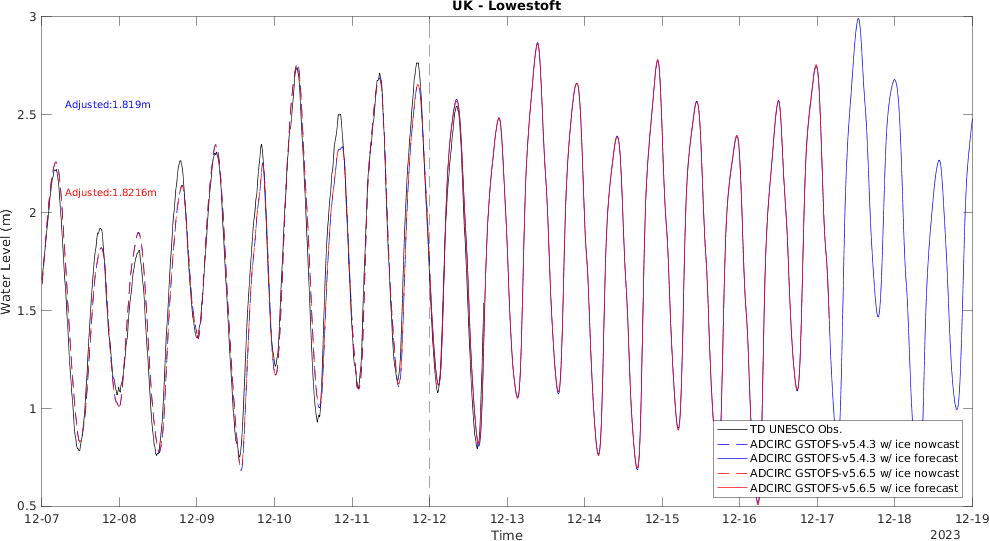 UK - Lowestoft
3
2.5
2
1.5
1
0.5
Water Level (m)
Adjusted:1.819m
Adjusted:1.8216m
TD UNESCO Obs.
ADCIRC GSTOFS-v5.4.3 w/ ice nowcast
ADCIRC GSTOFS-v5.4.3 w/ ice forecast
ADCIRC GSTOFS-v5.6.5 w/ ice nowcast
ADCIRC GSTOFS-v5.6.5 w/ ice forecast
12-07 12-08 12-09 12-10 12-11 12-12 12-13 12-14 12-15 12-16 12-17 12-18 12-19
Time
2023